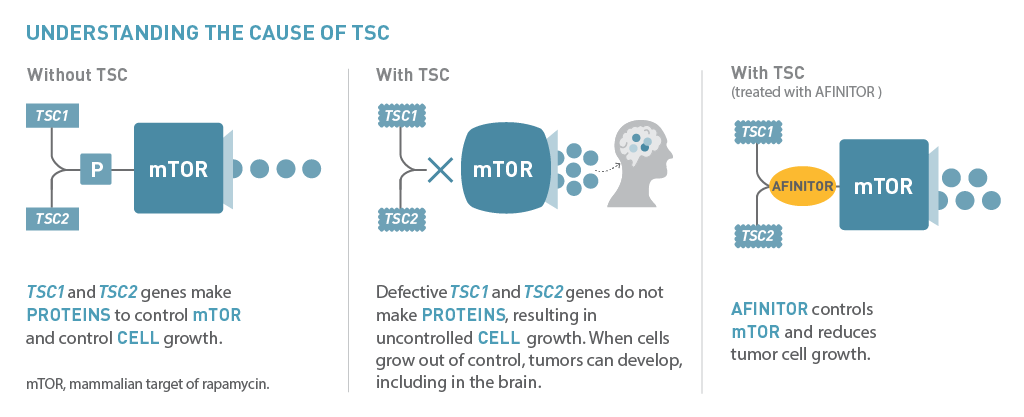 UNDERSTANDING THE CAUSE OF TSC
Without TSC
TSC1
P
mTOR
TSC2
TSC1 and TSC2 genes make
PROTEINS to control mTOR
and control CELL growth.
mTOR, mammalian target of rapamycin.
With TSC
TSC1
mTOR
TSC2
Defective TSC1 and TSC2 genes do not
make PROTEINS, resulting in
uncontrolled CELL growth. When cells
grow out of control, tumors can develop,
including in the brain.
With TSC
(treated with AFINITOR )
TSC1
AFINITOR
mTOR
TSC2
AFINITOR controls
mTOR and reduces
tumor cell growth.